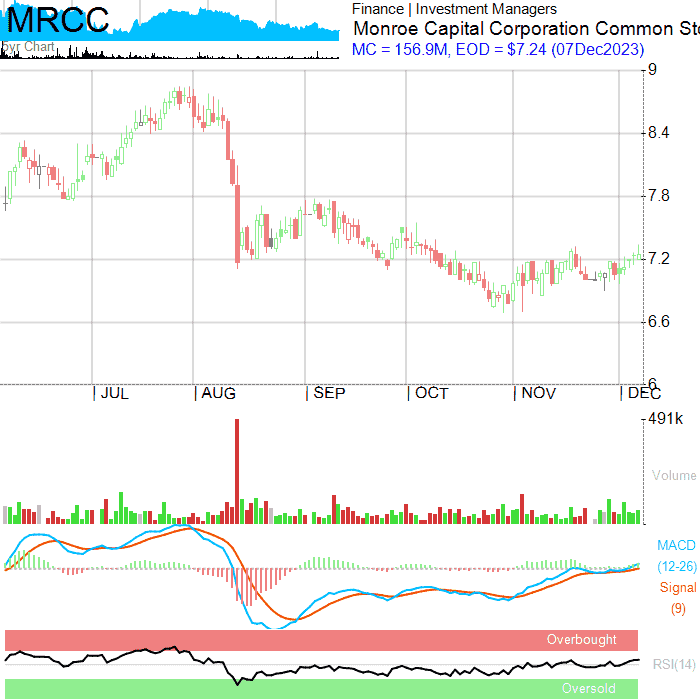 MRCC
5yr Chart
Finance | Investment Managers
Monroe Capital Corporation Common Sto
MC = 156.9M, EOD = $7.24 (07Dec2023)
9
8.4
7.8
7.2
6.6
6
JUL
AUG
SEP
OCT
NOV
DEC
491k
Volume
MACD
(12-26)
Signal
(9)
Overbought
RSI(14)
Oversold